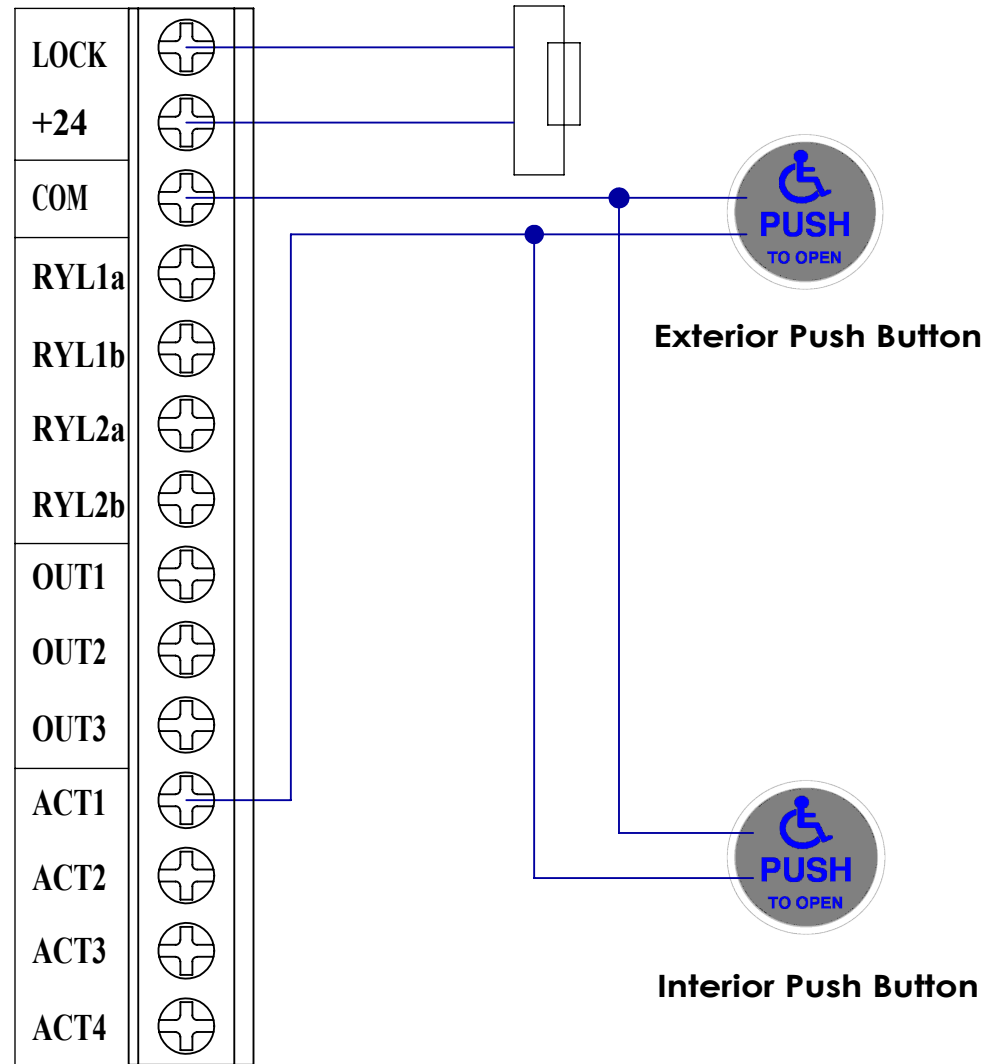 LOCK
+24
COM
RYL1a
RYL1b
RYL2a
RYL2b
OUT1
OUT2
OUT3
ACT1
ACT2
ACT3
ACT4
PUSH
TO OPEN
Exterior Push Button
PUSH
TO OPEN
Interior Push Button